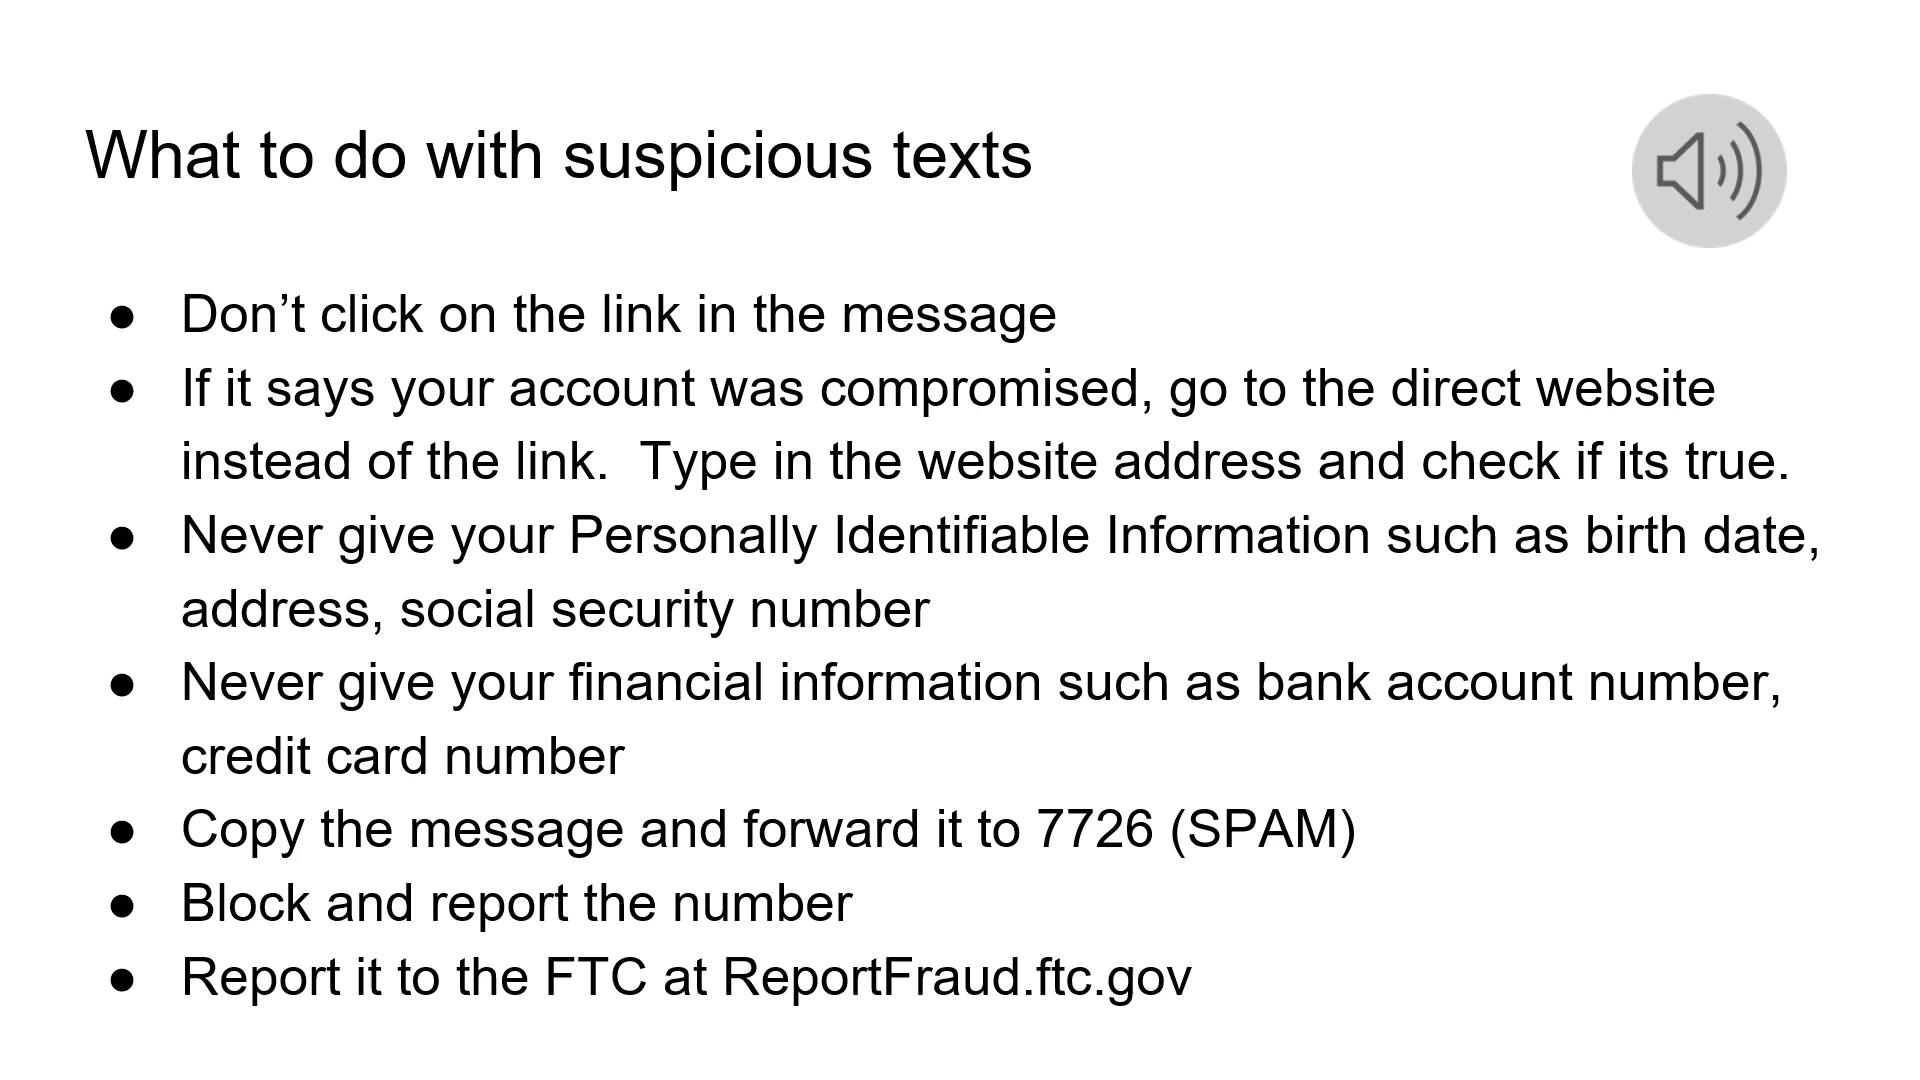 What to do with suspicious texts
● Don’t click on the link in the message
● If it says your account was compromised, go to the direct website
instead of the link.  Type in the website address and check if its true.
● Never give your Personally Identifiable Information such as birth date,
address, social security number
● Never give your financial information such as bank account number,
credit card number
● Copy the message and forward it to 7726 (SPAM)
● Block and report the number
● Report it to the FTC at ReportFraud.ftc.gov